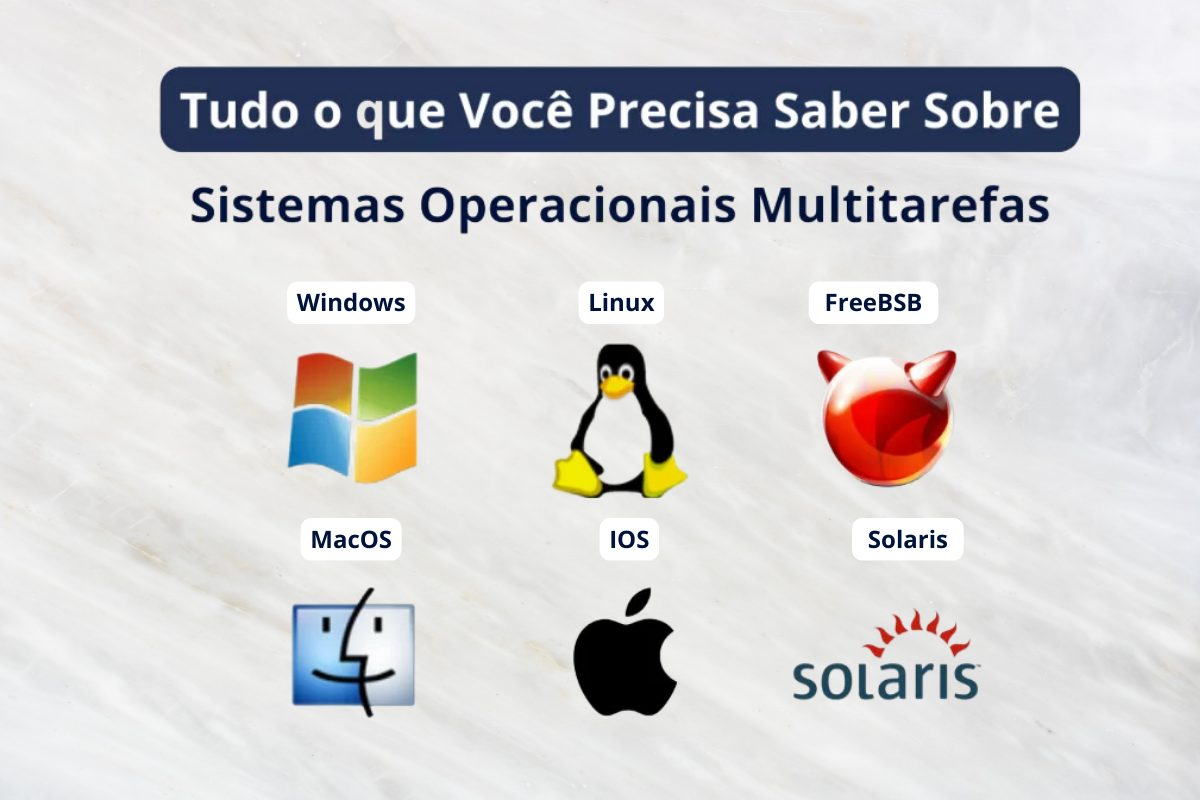 Tudo o que Você Precisa Saber Sobre
Sistemas Operacionais Multitarefas
Windows
Linux
FreeBSB
MacOS
IOS
Solaris
solaris